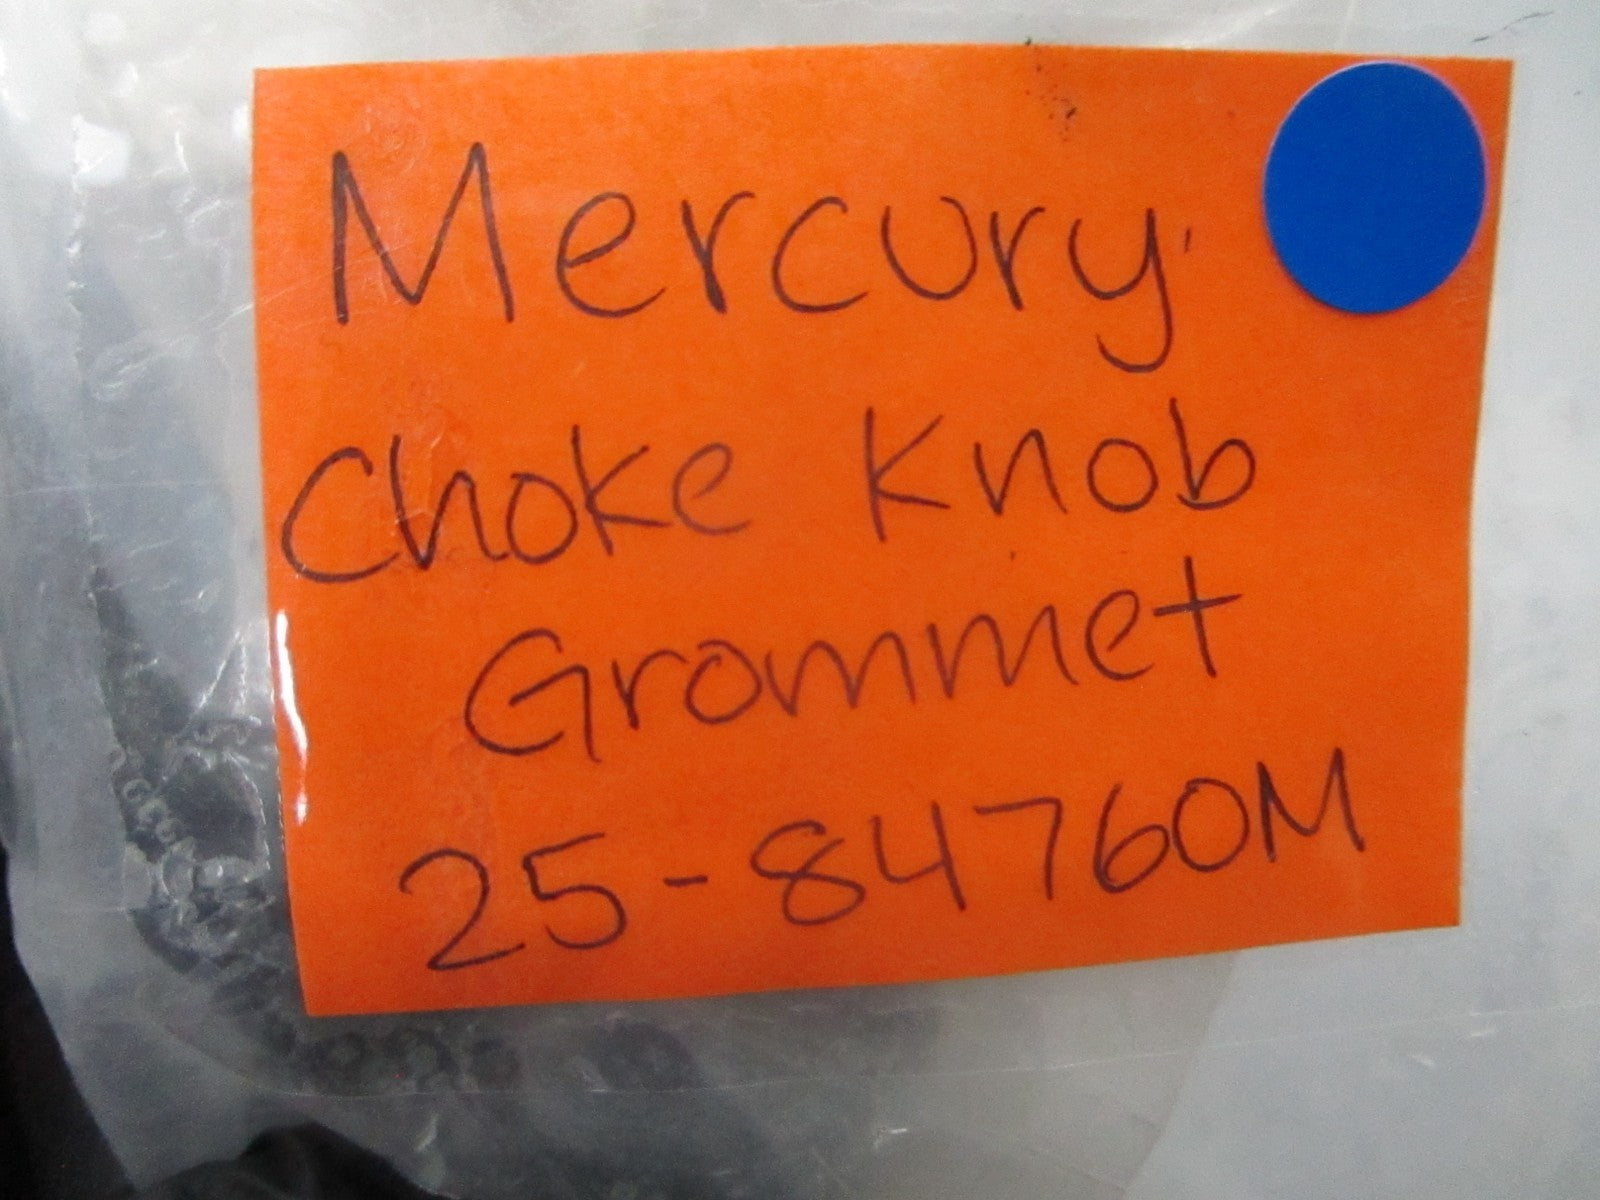 Mercury
Choke Knob
Grommet
25-84760M